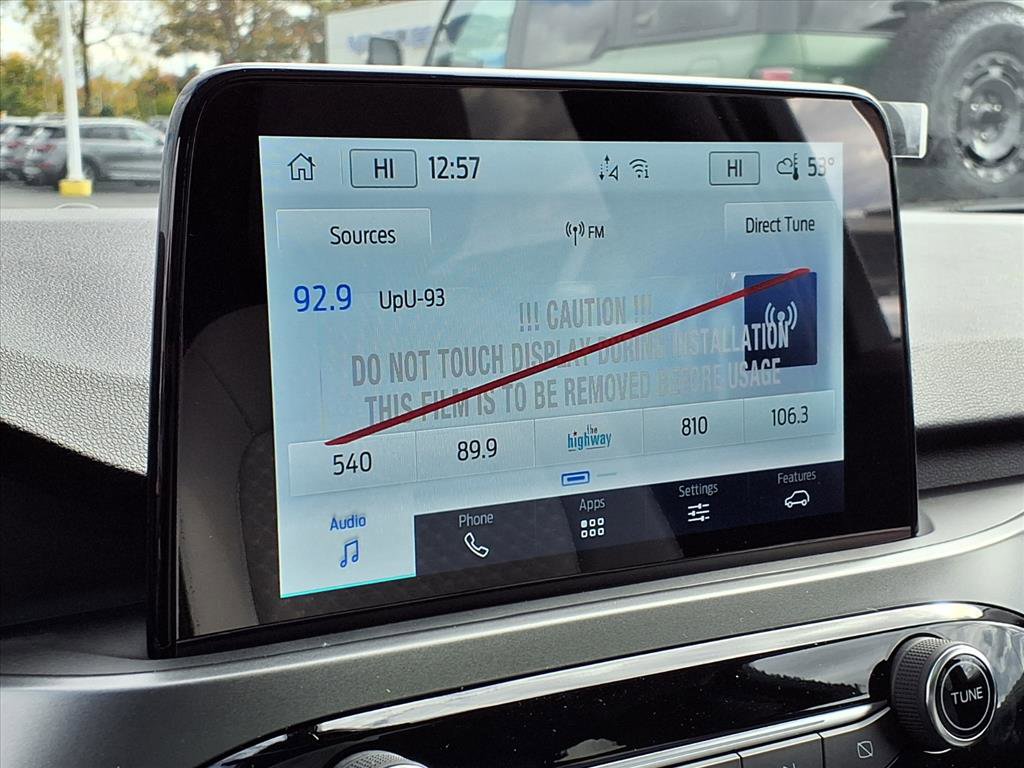 HI 12:57 HI 53°
Sources FM Direct Tune
92.9 UpU-93
!!! CAUTION !!!
DO NOT TOUCH DISPLAY DURING INSTALLATION
THIS FILM IS TO BE REMOVED BEFORE USAGE
540 89.9 the highway 810 106.3
Audio Phone Apps Settings Features
TUNE